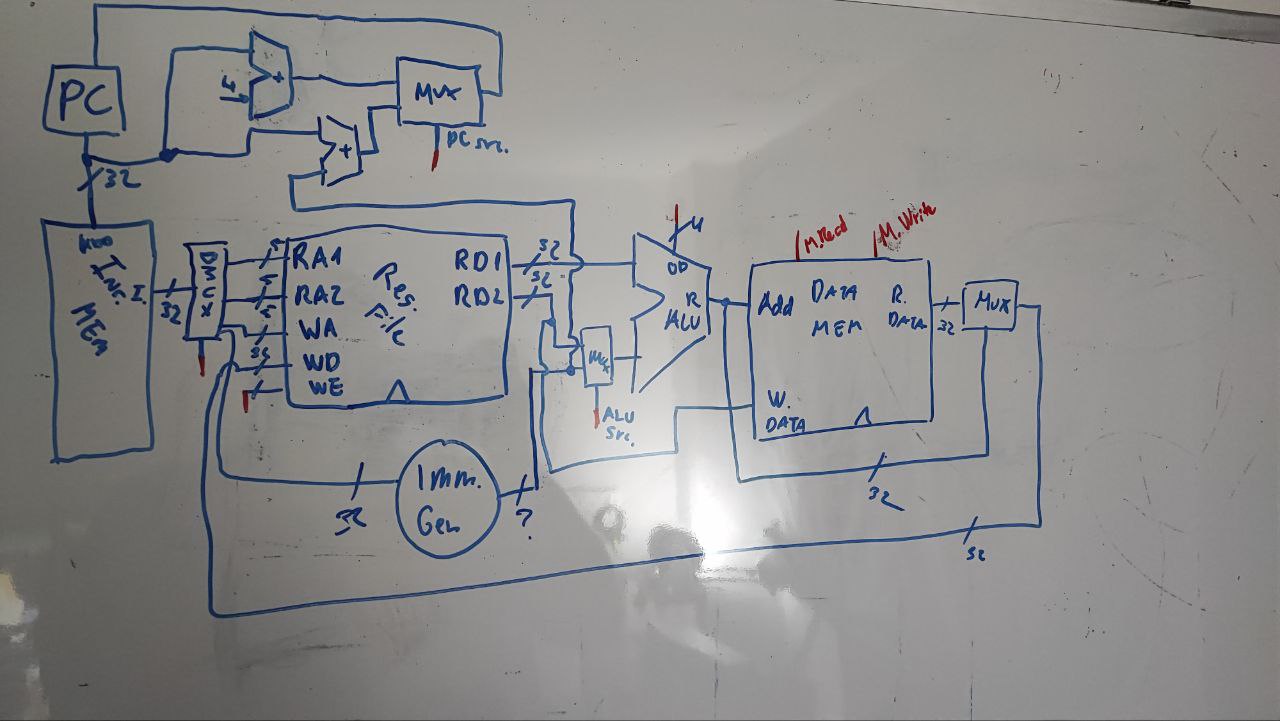 PC
4
+
MUX
PC src.
+
32
Add
Ins.
MEM
I.
32
DMUX
5
RA1
5
RA2
5
WA
32
WD
WE
Reg.
File
RD1
32
RD2
32
Mux
ALU
Src.
4
OP
R
ALU
M.Read
M.Write
Add
DATA
MEM
R.
DATA
W.
DATA
32
MUX
32
Imm.
Gen
?
32
32